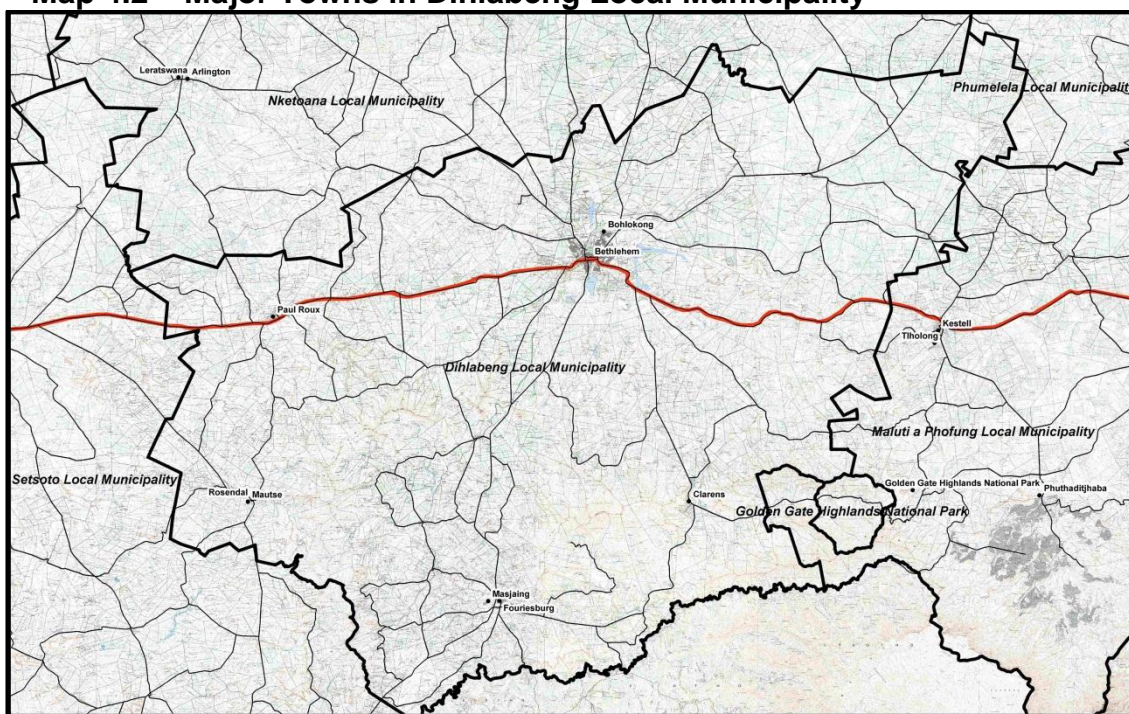 Map 4.2 – Major Towns in Dihlabeng Local Municipality
Leratswana Arlington
Nketoana Local Municipality
Phumelela Local Municipality
Bohlokong
Bethlehem
Paul Roux
Kestell
Tlholong
Dihlabeng Local Municipality
Maluti a Phofung Local Municipality
Setsoto Local Municipality
Rosendal Mautse
Clarens
Golden Gate Highlands National Park
Phuthaditjhaba
Golden Gate Highlands National Park
Masjaing
Fouriesburg